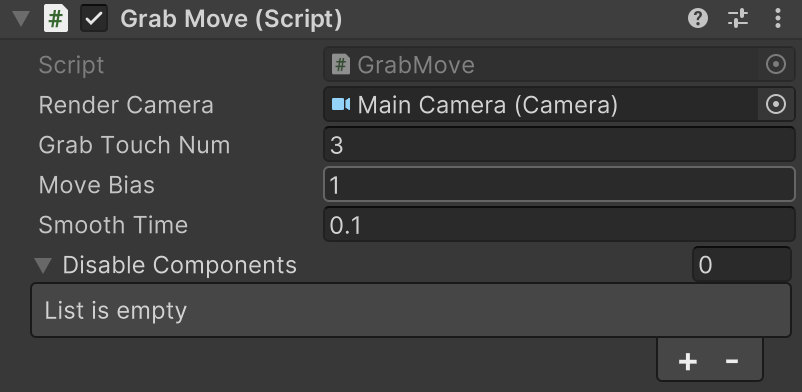 Grab Move (Script)
Script GrabMove
Render Camera Main Camera (Camera)
Grab Touch Num 3
Move Bias 1
Smooth Time 0.1
Disable Components 0
List is empty
+ -